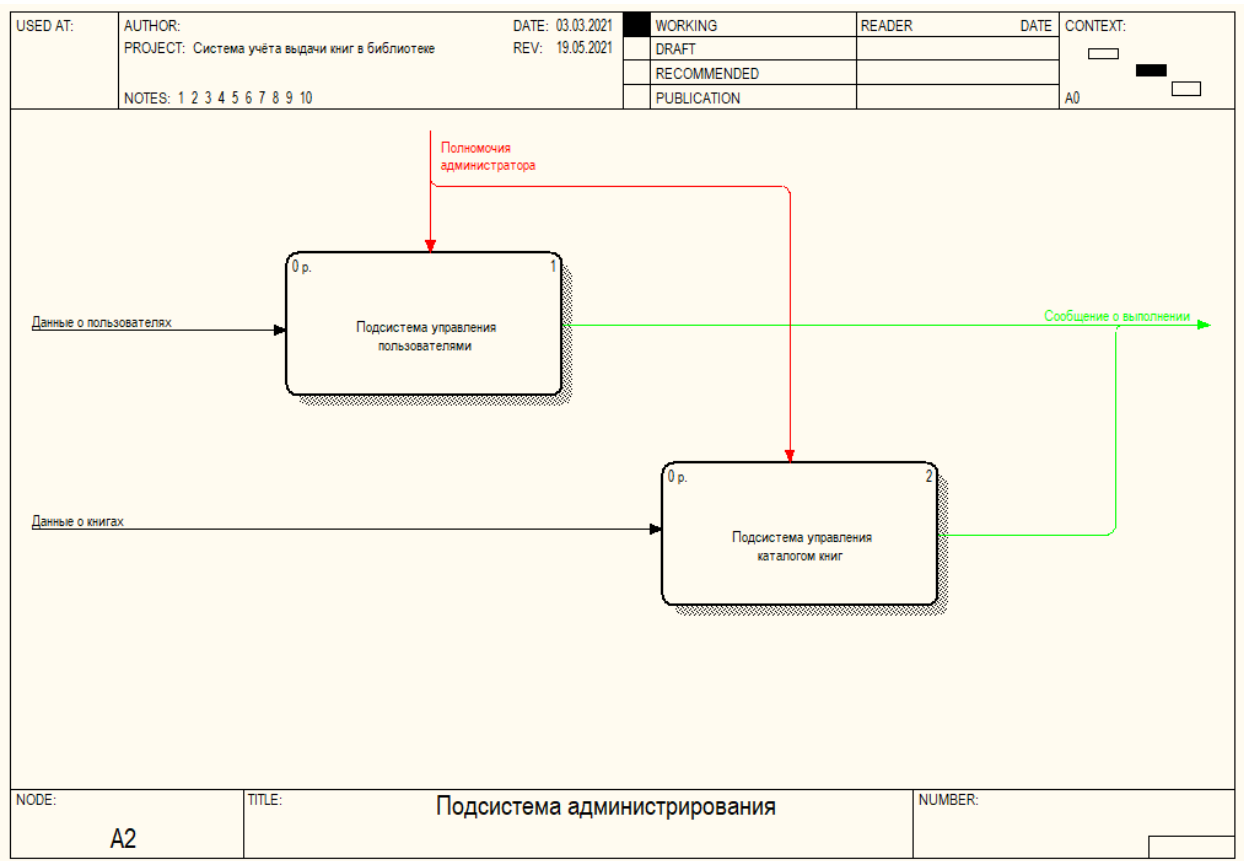 USED AT:
AUTHOR:
DATE: 03.03.2021
PROJECT: Система учёта выдачи книг в библиотеке
REV: 19.05.2021
NOTES: 1 2 3 4 5 6 7 8 9 10
WORKING
DRAFT
RECOMMENDED
PUBLICATION
READER
DATE
CONTEXT:
A0
Полномочия
администратора
0 р.
1
Данные о пользователях
Подсистема управления
пользователями
Сообщение о выполнении
0 р.
2
Данные о книгах
Подсистема управления
каталогом книг
NODE:
A2
TITLE:
Подсистема администрирования
NUMBER: